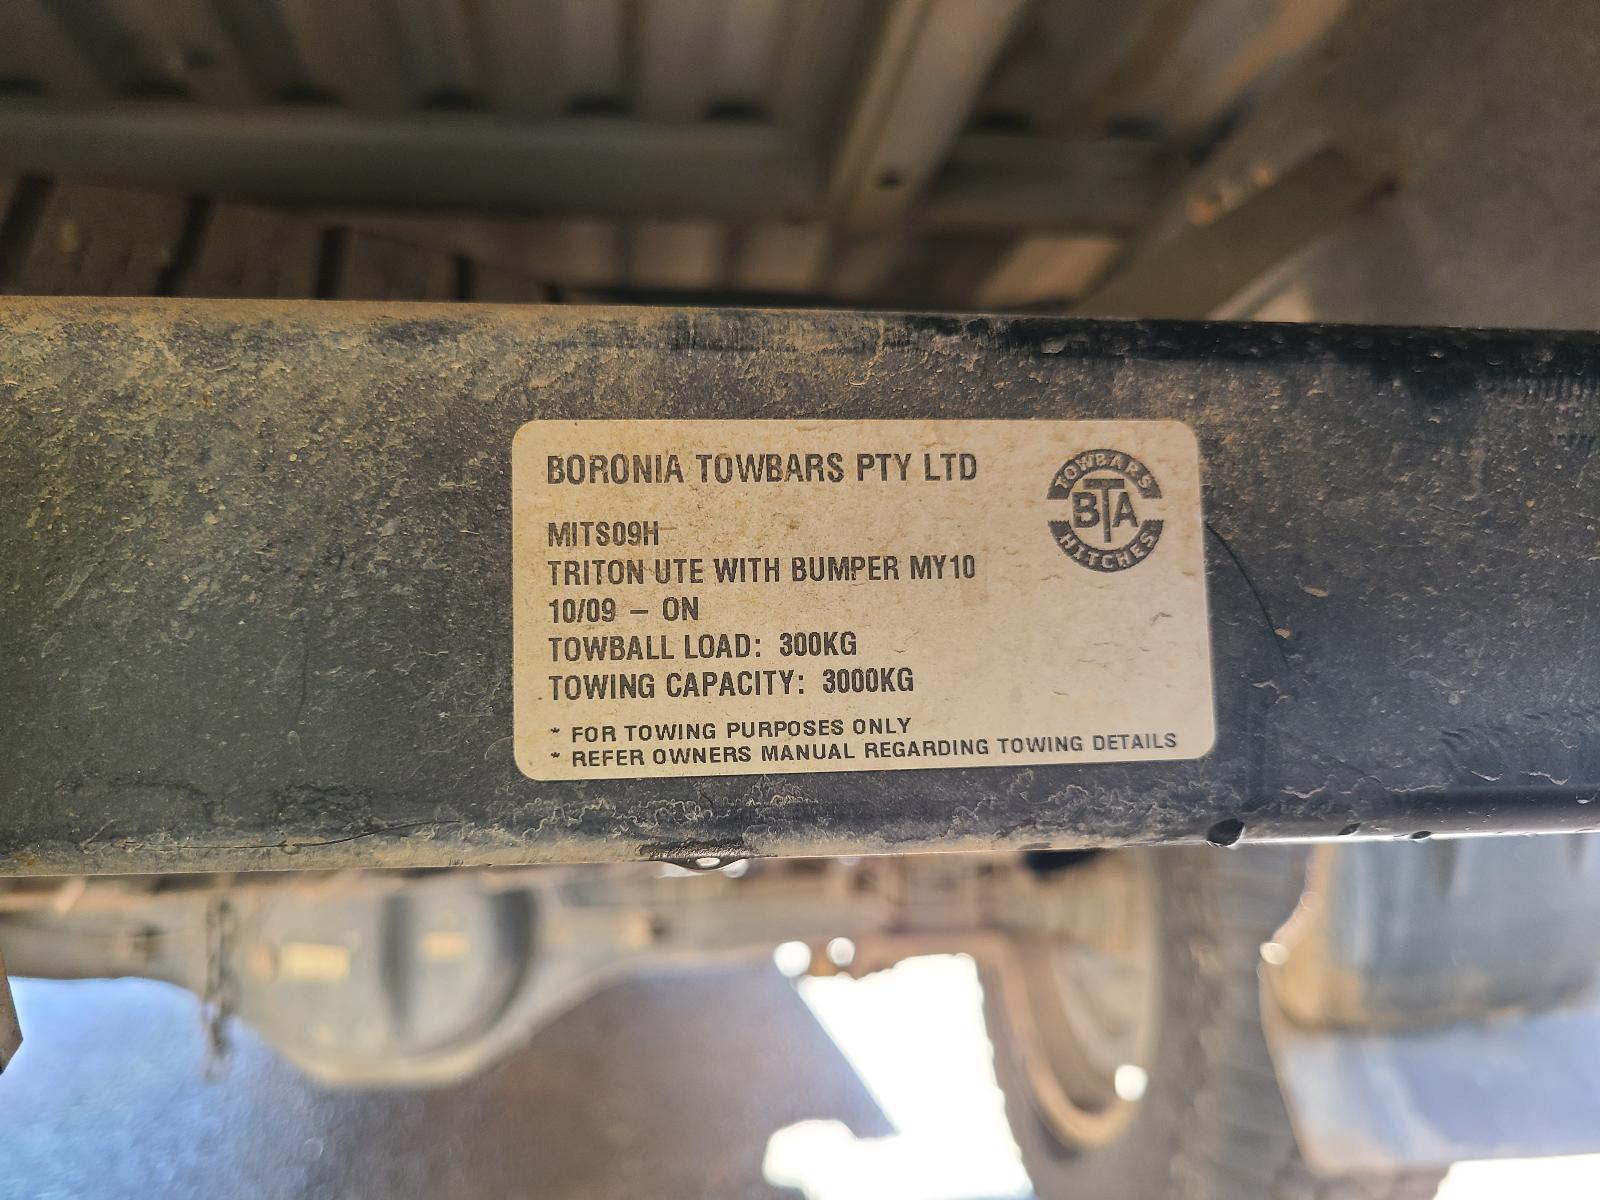 BORONIA TOWBARS PTY LTD
TOWBARS
BTA
HITCHES
MITS09H
TRITON UTE WITH BUMPER MY10
10/09 – ON
TOWBALL LOAD: 300KG
TOWING CAPACITY: 3000KG
* FOR TOWING PURPOSES ONLY
* REFER OWNERS MANUAL REGARDING TOWING DETAILS